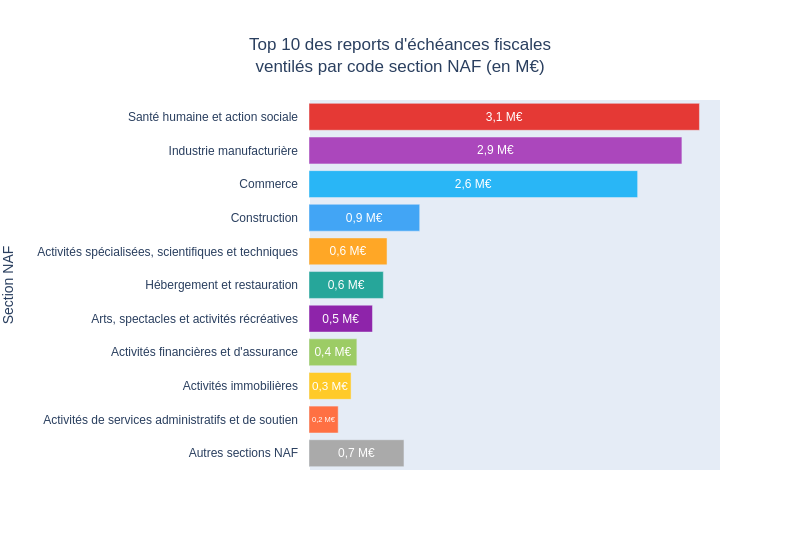 Top 10 des reports d'échéances fiscales
ventilés par code section NAF (en M€)
Section NAF
Santé humaine et action sociale 3,1 M€
Industrie manufacturière 2,9 M€
Commerce 2,6 M€
Construction 0,9 M€
Activités spécialisées, scientifiques et techniques 0,6 M€
Hébergement et restauration 0,6 M€
Arts, spectacles et activités récréatives 0,5 M€
Activités financières et d'assurance 0,4 M€
Activités immobilières 0,3 M€
Activités de services administratifs et de soutien 0,2 M€
Autres sections NAF 0,7 M€